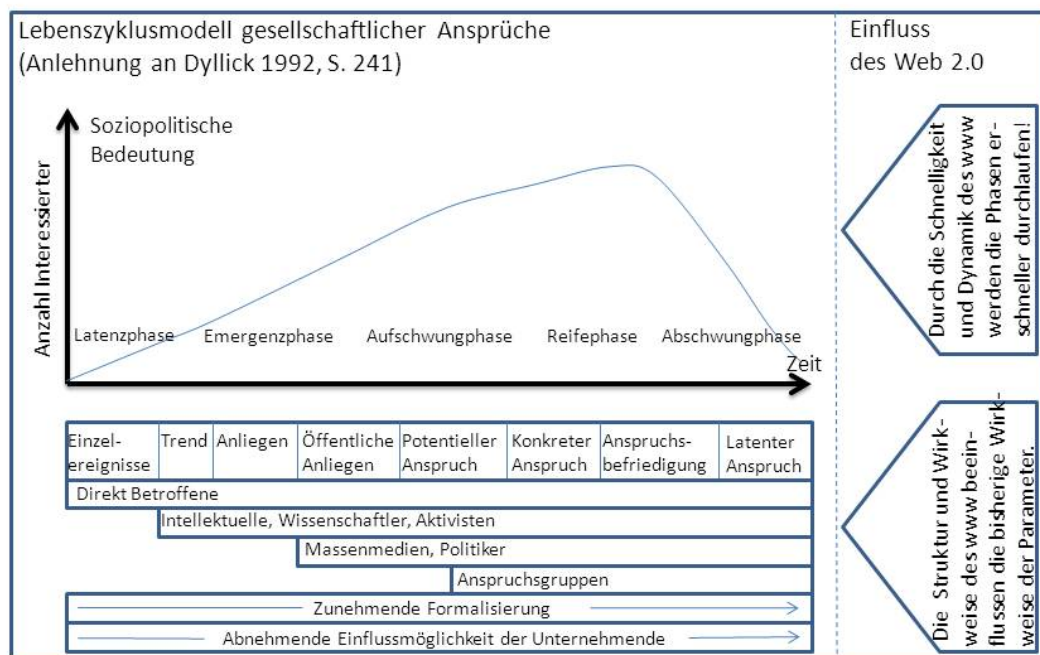 Lebenszyklusmodell gesellschaftlicher Ansprüche
(Anlehnung an Dyllick 1992, S. 241)
Einfluss
des Web 2.0
Soziopolitische
Bedeutung
Anzahl Interessierter
Latenzphase
Emergenzphase
Aufschwungphase
Reifephase
Abschwungphase
Zeit
Durch die Schnelligkeit
und Dynamik des www
werden die Phasen er-
schneller durchlaufen!
Einzel-
ereignisse
Trend
Anliegen
Öffentliche
Anliegen
Potentieller
Anspruch
Konkreter
Anspruch
Anspruchs-
befriedigung
Latenter
Anspruch
Direkt Betroffene
Intellektuelle, Wissenschaftler, Aktivisten
Massenmedien, Politiker
Anspruchsgruppen
Zunehmende Formalisierung
Abnehmende Einflussmöglichkeit der Unternehmende
Die Struktur und Wirk-
weise des www beein-
flussen die bisherige Wirk-
weise der Parameter.